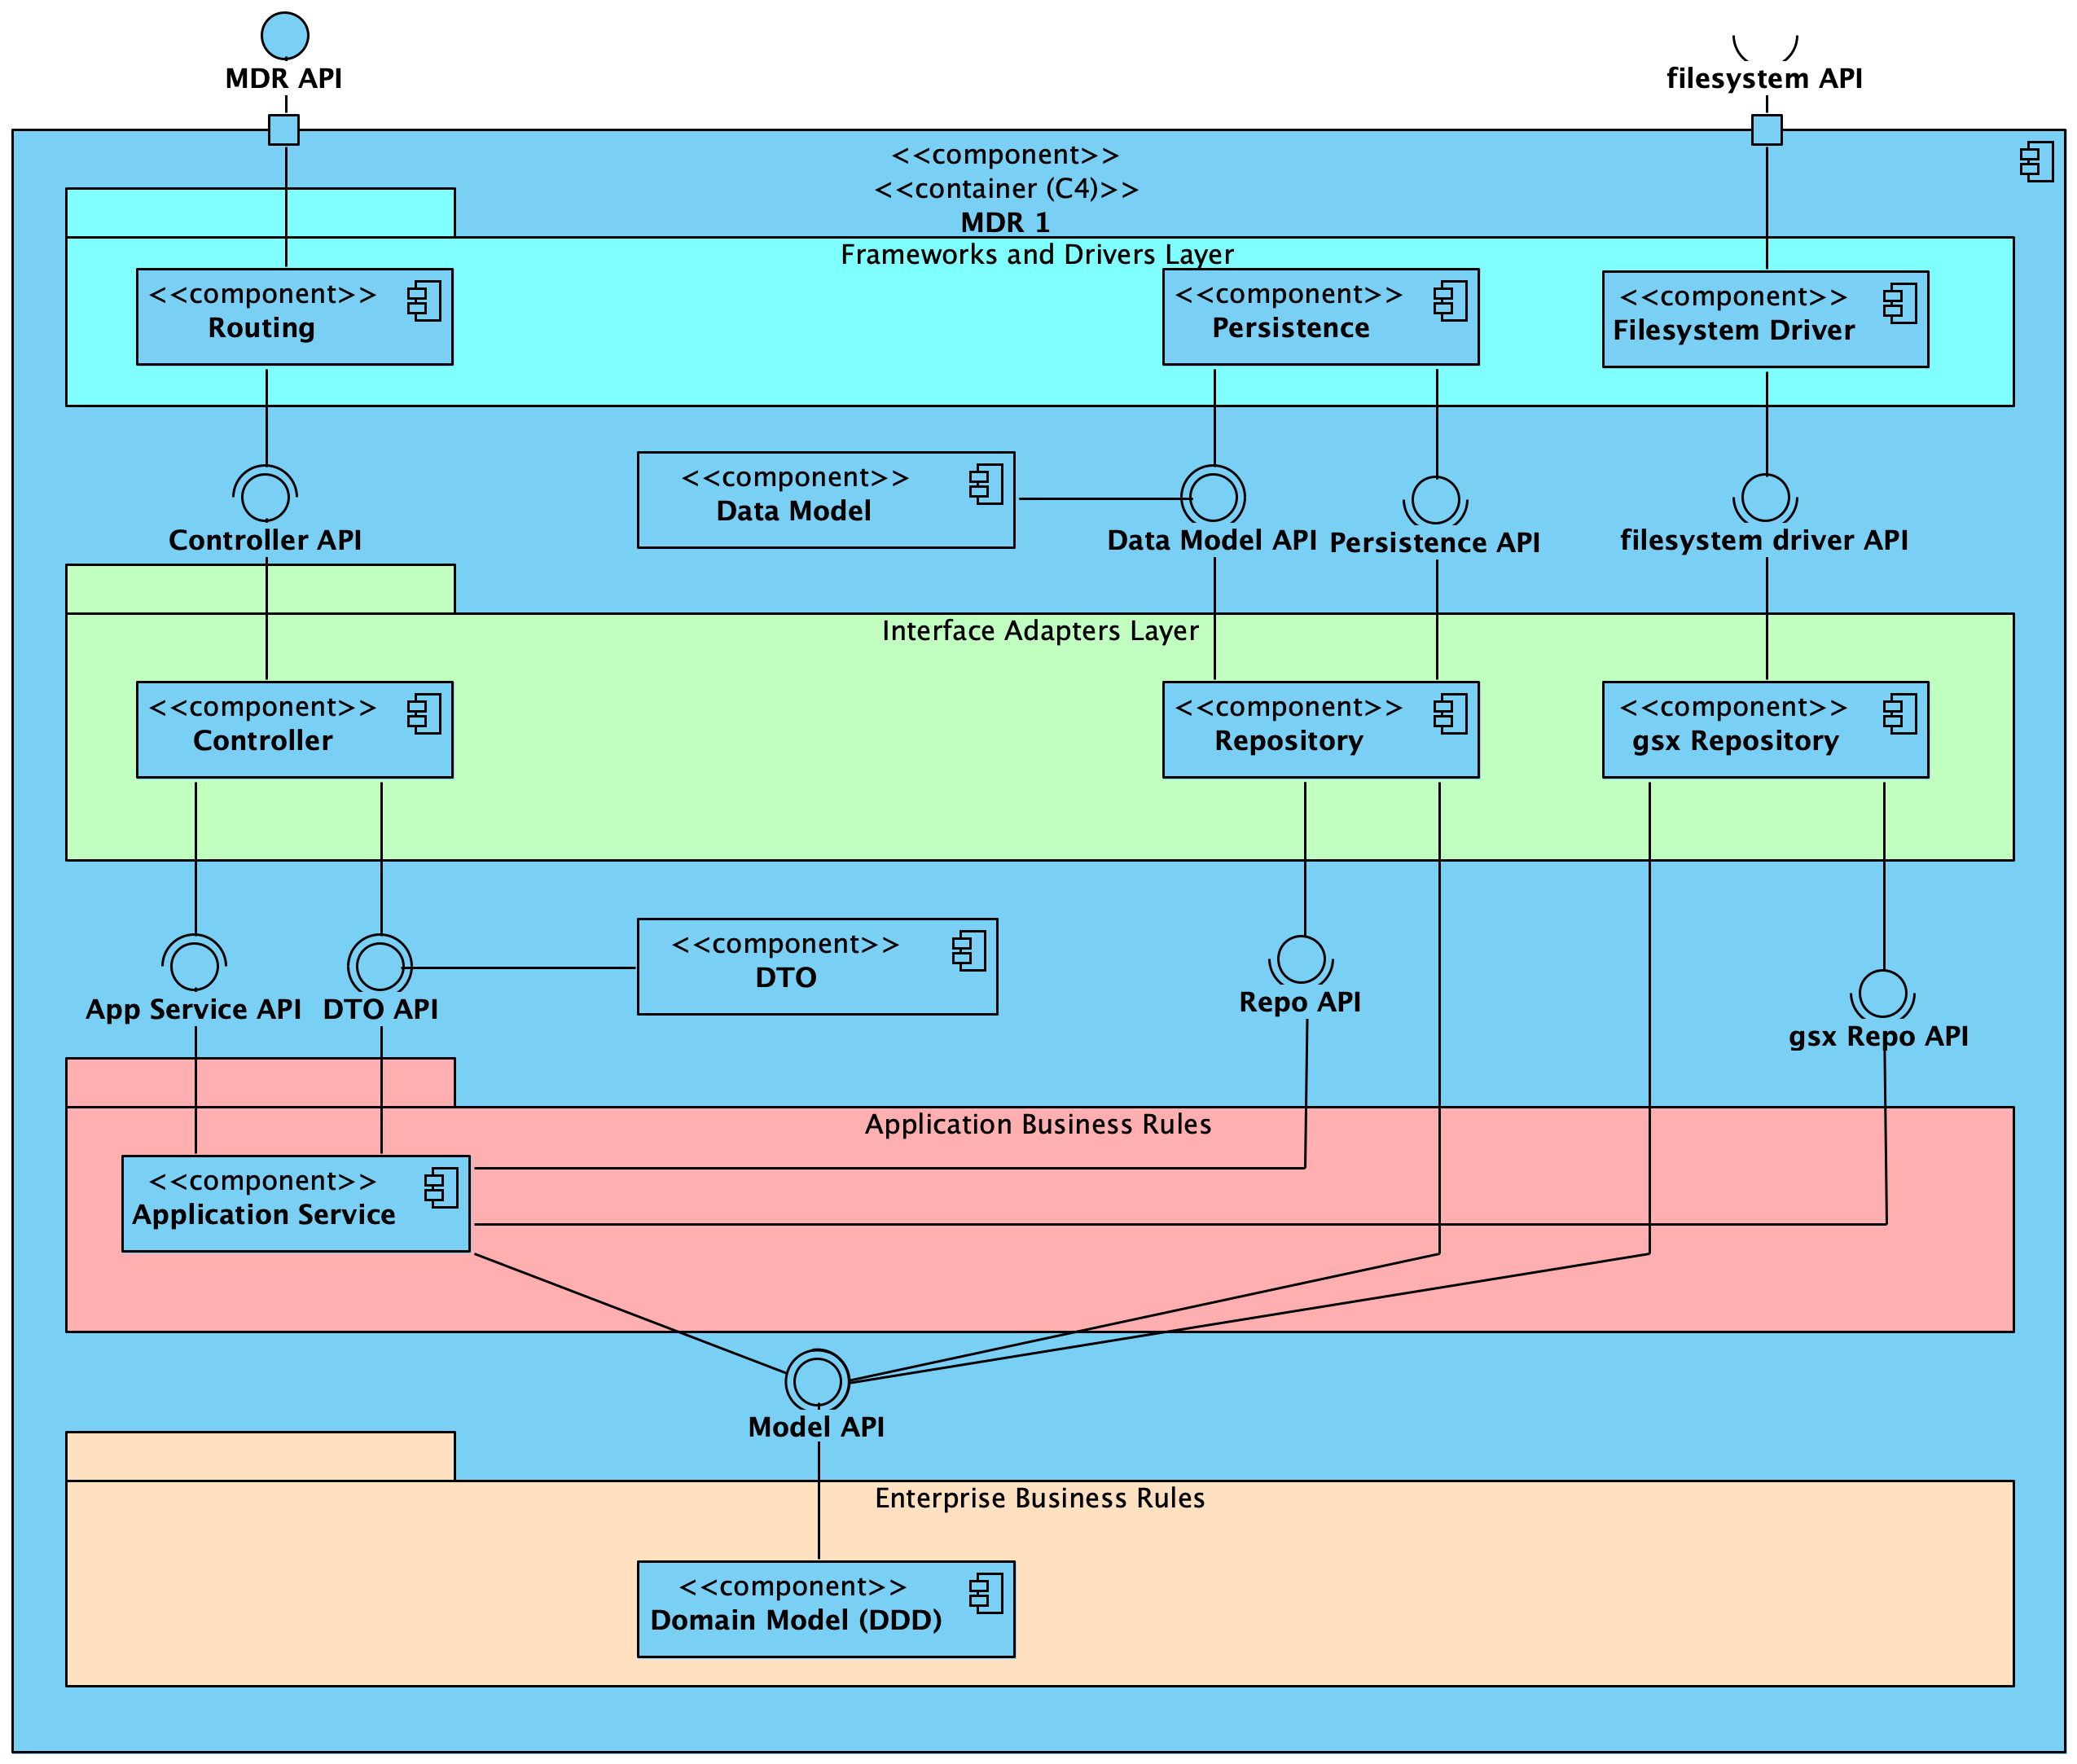 MDR API
filesystem API
<<component>>
<<container (C4)>>
MDR 1
Frameworks and Drivers Layer
<<component>>
Routing
<<component>>
Persistence
<<component>>
Filesystem Driver
<<component>>
Data Model
Controller API
Data Model API
Persistence API
filesystem driver API
Interface Adapters Layer
<<component>>
Controller
<<component>>
Repository
<<component>>
gsx Repository
<<component>>
DTO
App Service API
DTO API
Repo API
gsx Repo API
Application Business Rules
<<component>>
Application Service
Model API
Enterprise Business Rules
<<component>>
Domain Model (DDD)